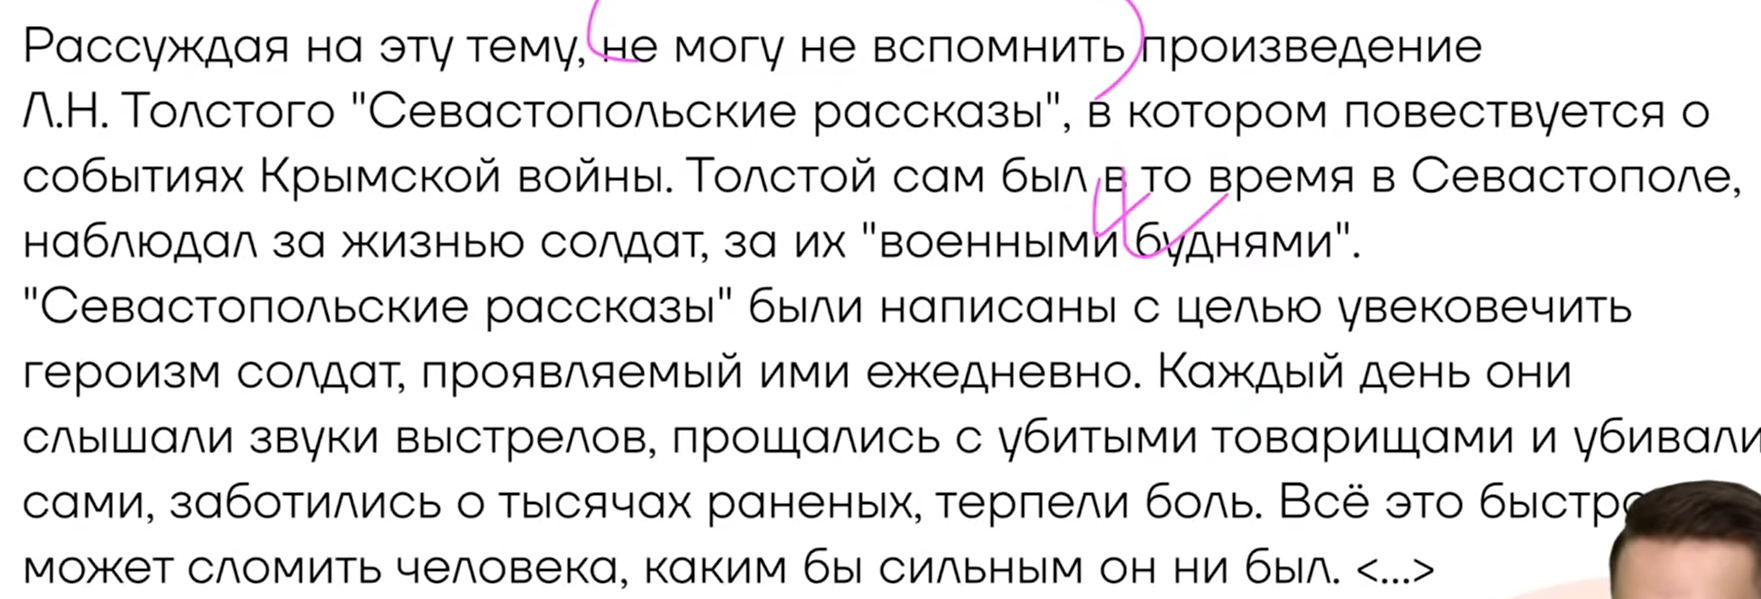 Рассуждая на эту тему, не могу не вспомнить произведение
Л.Н. Толстого "Севастопольские рассказы", в котором повествуется о
событиях Крымской войны. Толстой сам был в то время в Севастополе,
наблюдал за жизнью солдат, за их "военными буднями".
"Севастопольские рассказы" были написаны с целью увековечить
героизм солдат, проявляемый ими ежедневно. Каждый день они
слышали звуки выстрелов, прощались с убитыми товарищами и убивали
сами, заботились о тысячах раненых, терпели боль. Всё это быстро
может сломить человека, каким бы сильным он ни был. <...>